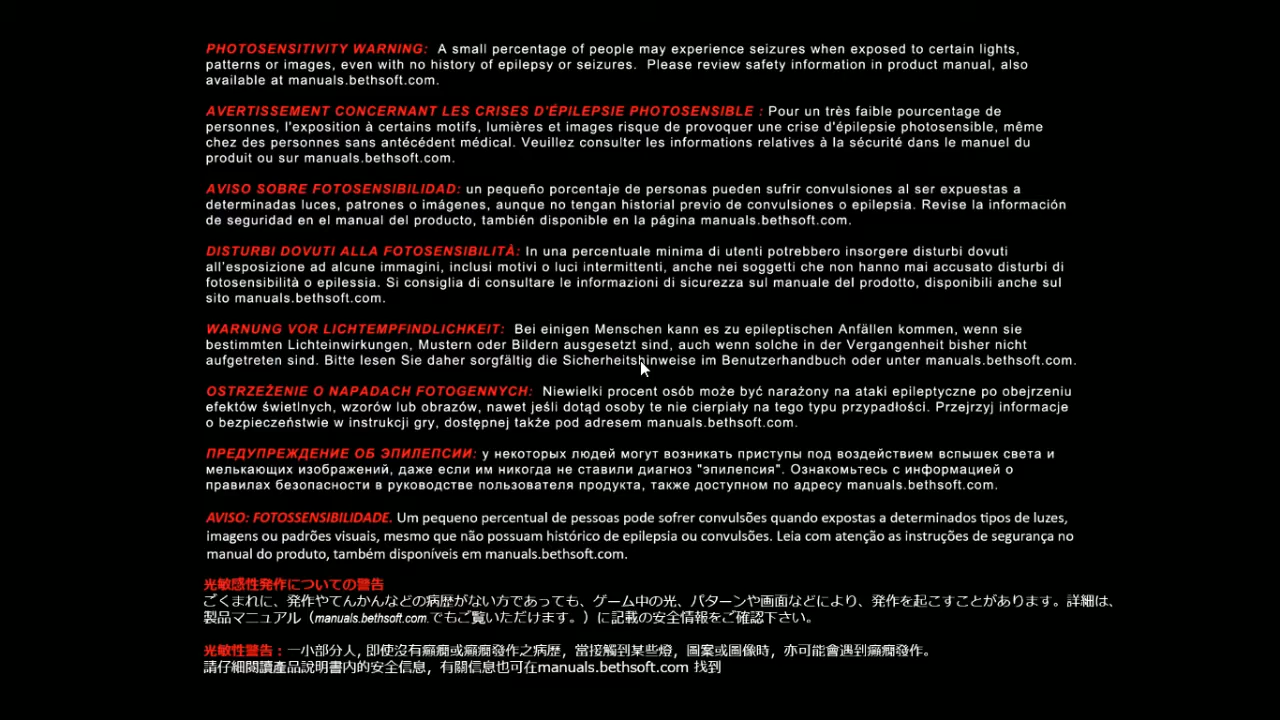 PHOTOSENSITIVITY WARNING: A small percentage of people may experience seizures when exposed to certain lights,
patterns or images, even with no history of epilepsy or seizures. Please review safety information in product manual, also
available at manuals.bethsoft.com.
AVERTISSEMENT CONCERNANT LES CRISES D'ÉPILEPSIE PHOTOSENSIBLE : Pour un très faible pourcentage de
personnes, l'exposition à certains motifs, lumières et images risque de provoquer une crise d'épilepsie photosensible, même
chez des personnes sans antécédent médical. Veuillez consulter les informations relatives à la sécurité dans le manuel du
produit ou sur manuals.bethsoft.com.
AVISO SOBRE FOTOSENSIBILIDAD: un pequeño porcentaje de personas pueden sufrir convulsiones al ser expuestas a
determinadas luces, patrones o imágenes, aunque no tengan historial previo de convulsiones o epilepsia. Revise la información
de seguridad en el manual del producto, también disponible en la página manuals.bethsoft.com.
DISTURBI DOVUTI ALLA FOTOSENSIBILITÀ: In una percentuale minima di utenti potrebbero insorgere disturbi dovuti
all'esposizione ad alcune immagini, inclusi motivi o luci intermittenti, anche nei soggetti che non hanno mai accusato disturbi di
fotosensibilità o epilessia. Si consiglia di consultare le informazioni di sicurezza sul manuale del prodotto, disponibili anche sul
sito manuals.bethsoft.com.
WARNUNG VOR LICHTEMPFINDLICHKEIT: Bei einigen Menschen kann es zu epileptischen Anfällen kommen, wenn sie
bestimmten Lichteinwirkungen, Mustern oder Bildern ausgesetzt sind, auch wenn solche in der Vergangenheit bisher nicht
aufgetreten sind. Bitte lesen Sie daher sorgfältig die Sicherheitshinweise im Benutzerhandbuch oder unter manuals.bethsoft.com.
OSTRZEŻENIE O NAPADACH FOTOGENNYCH: Niewielki procent osób może być narażony na ataki epileptyczne po obejrzeniu
efektów świetlnych, wzorów lub obrazów, nawet jeśli dotąd osoby te nie cierpiały na tego typu przypadłości. Przejrzyj informacje
o bezpieczeństwie w instrukcji gry, dostępnej także pod adresem manuals.bethsoft.com.
ПРЕДУПРЕЖДЕНИЕ ОБ ЭПИЛЕПСИИ: у некоторых людей могут возникать приступы под воздействием вспышек света и
мелькающих изображений, даже если им никогда не ставили диагноз "эпилепсия". Ознакомьтесь с информацией о
правилах безопасности в руководстве пользователя продукта, также доступном по адресу manuals.bethsoft.com.
AVISO: FOTOSSENSIBILIDADE. Um pequeno percentual de pessoas pode sofrer convulsões quando expostas a determinados tipos de luzes,
imagens ou padrões visuais, mesmo que não possuam histórico de epilepsia ou convulsões. Leia com atenção as instruções de segurança no
manual do produto, também disponíveis em manuals.bethsoft.com.
光敏感性発作についての警告
ごくまれに、発作やてんかんなどの病歴がない方であっても、ゲーム中の光、パターンや画面などにより、発作を起こすことがあります。詳細は、
製品マニュアル（manuals.bethsoft.com.でもご覧いただけます。）に記載の安全情報をご確認下さい。
光敏性警告：一小部分人, 即使沒有癲癇或癲癇發作之病歷，當接觸到某些燈，圖案或圖像時，亦可能會遇到癲癇發作。
請仔細閱讀產品說明書内的安全信息，有關信息也可在manuals.bethsoft.com 找到